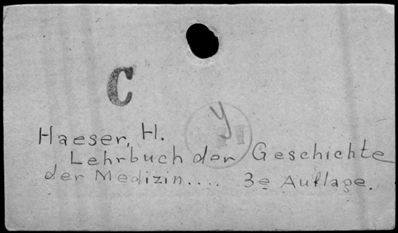 C
y
Haeser, H.
Lehrbuch der Geschichte
der Medizin.... 3e Auflage.